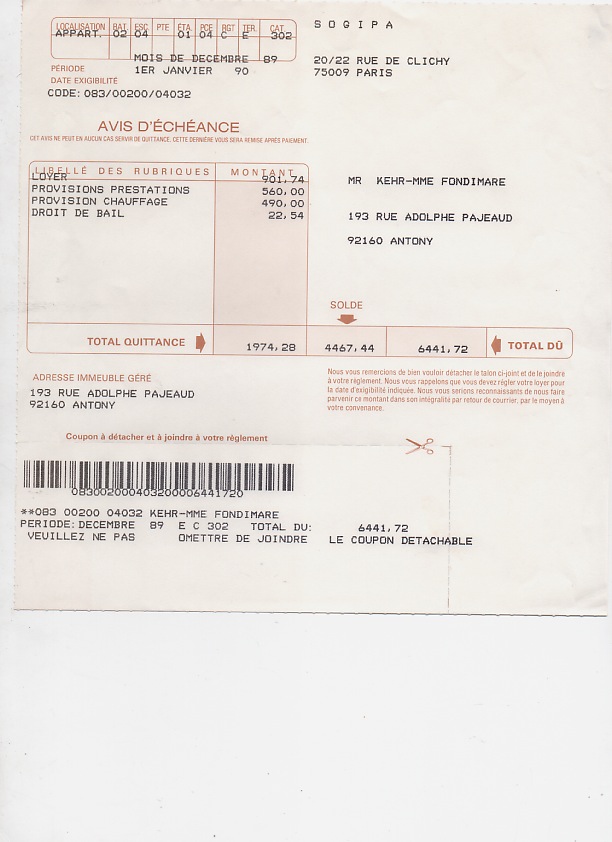 SOGIPA
LOCALISATION BAT ESC PTE ÉTA PCE RGT TER. CAT.
APPART. 02 04 01 04 C E 302
MOIS DE DECEMBRE 89
20/22 RUE DE CLICHY
PÉRIODE 1ER JANVIER 90
75009 PARIS
DATE EXIGIBILITÉ
CODE: 083/00200/04032
AVIS D'ÉCHÉANCE
CET AVIS NE PEUT EN AUCUN CAS SERVIR DE QUITTANCE, CETTE DERNIÈRE VOUS SERA REMISE APRÈS PAIEMENT.
LIBELLÉ DES RUBRIQUES MONTANT
LOYER 901,74
MR KEHR-MME FONDIMARE
PROVISIONS PRESTATIONS 560,00
PROVISION CHAUFFAGE 490,00
DROIT DE BAIL 22,54
193 RUE ADOLPHE PAJEAUD
92160 ANTONY
SOLDE
TOTAL QUITTANCE 1974,28 4467,44 6441,72 TOTAL DÛ
ADRESSE IMMEUBLE GÉRÉ
193 RUE ADOLPHE PAJEAUD
92160 ANTONY
Nous vous remercions de bien vouloir détacher le talon ci-joint et de le joindre
à votre règlement. Nous vous rappelons que vous devez régler votre loyer pour
la date d'exigibilité indiquée. Nous vous serions reconnaissants de nous faire
parvenir ce montant dans son intégralité par retour de courrier, par le moyen à
votre convenance.
Coupon à détacher et à joindre à votre règlement
083002000403200006441720
**083 00200 04032 KEHR-MME FONDIMARE
PERIODE: DECEMBRE 89 E C 302 TOTAL DU: 6441,72
VEUILLEZ NE PAS OMETTRE DE JOINDRE LE COUPON DETACHABLE